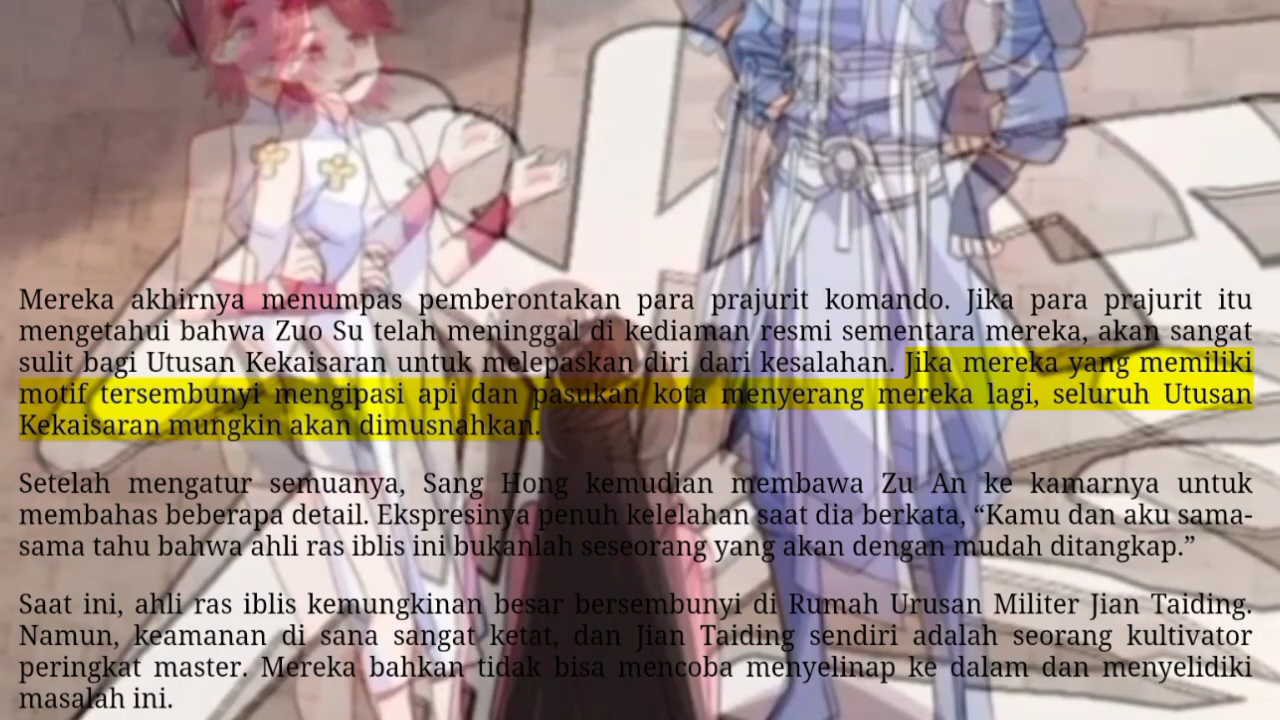 Mereka akhirnya menumpas pemberontakan para prajurit komando. Jika para prajurit itu
mengetahui bahwa Zuo Su telah meninggal di kediaman resmi sementara mereka, akan sangat
sulit bagi Utusan Kekaisaran untuk melepaskan diri dari kesalahan. Jika mereka yang memiliki
motif tersembunyi mengipasi api dan pasukan kota menyerang mereka lagi, seluruh Utusan
Kekaisaran mungkin akan dimusnahkan.
Setelah mengatur semuanya, Sang Hong kemudian membawa Zu An ke kamarnya untuk
membahas beberapa detail. Ekspresinya penuh kelelahan saat dia berkata, “Kamu dan aku sama-
sama tahu bahwa ahli ras iblis ini bukanlah seseorang yang akan dengan mudah ditangkap.”
Saat ini, ahli ras iblis kemungkinan besar bersembunyi di Rumah Urusan Militer Jian Taiding.
Namun, keamanan di sana sangat ketat, dan Jian Taiding sendiri adalah seorang kultivator
peringkat master. Mereka bahkan tidak bisa mencoba menyelinap ke dalam dan menyelidiki
masalah ini.